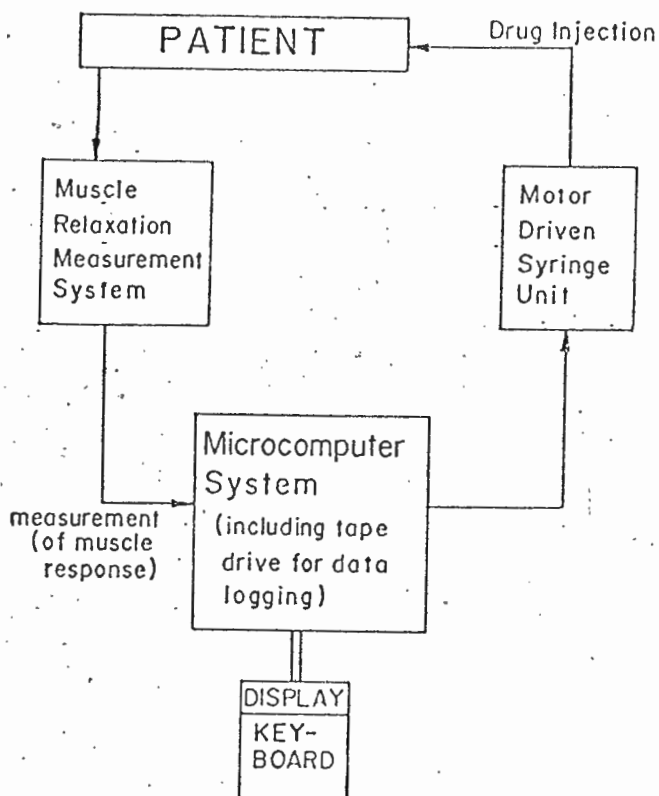 PATIENT
Drug Injection
Muscle
Relaxation
Measurement
System
Motor
Driven
Syringe
Unit
Microcomputer
System
(including tape
drive for data
logging)
measurement
(of muscle
response)
DISPLAY
KEY-
BOARD